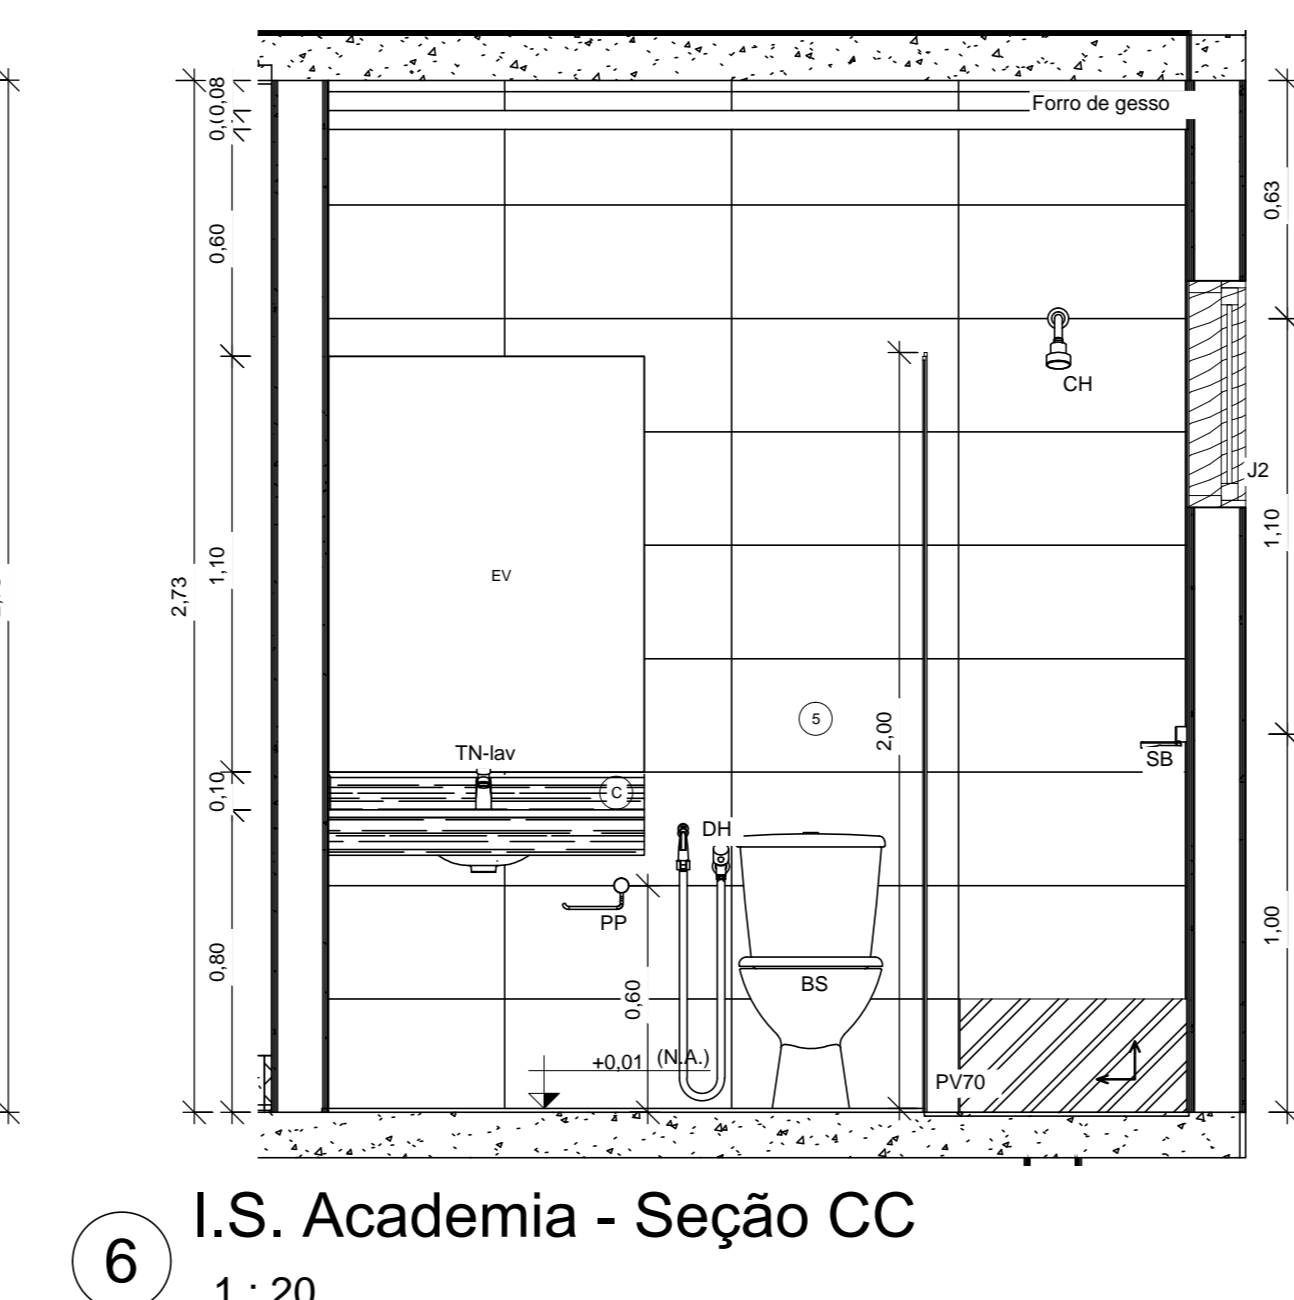 Forro de gesso
0,08
0,60
0,63
CH
J2
1,10
1,10
EV
2,73
5
2,00
TN-lav
SB
C
0,10
DH
PP
0,80
1,00
BS
0,60
+0,01 (N.A.)
PV70
6
I.S. Academia - Seção CC
1 : 20